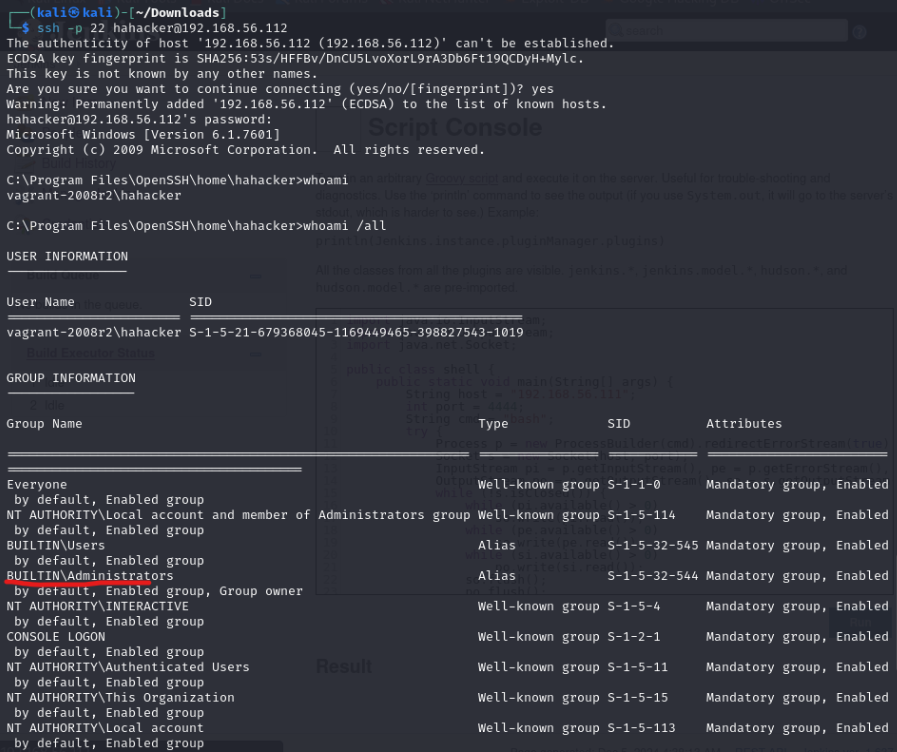 ┌──(kali㉿kali)-[~/Downloads]
└─$ ssh -p 22 hahacker@192.168.56.112
The authenticity of host '192.168.56.112 (192.168.56.112)' can't be established.
ECDSA key fingerprint is SHA256:53s/HFFBv/DnCU5LvoXorL9rA3Db6Ft19QCDyH+Mylc.
This key is not known by any other names.
Are you sure you want to continue connecting (yes/no/[fingerprint])? yes
Warning: Permanently added '192.168.56.112' (ECDSA) to the list of known hosts.
hahacker@192.168.56.112's password:
Microsoft Windows [Version 6.1.7601]
Copyright (c) 2009 Microsoft Corporation.  All rights reserved.
C:\Program Files\OpenSSH\home\hahacker>whoami
vagrant-2008r2\hahacker
C:\Program Files\OpenSSH\home\hahacker>whoami /all
USER INFORMATION
User Name SID
vagrant-2008r2\hahacker S-1-5-21-679368045-1169449465-398827543-1019
GROUP INFORMATION
Group Name Type SID Attributes
Everyone Well-known group S-1-1-0 Mandatory group, Enabled
by default, Enabled group
NT AUTHORITY\Local account and member of Administrators group Well-known group S-1-5-114 Mandatory group, Enabled
by default, Enabled group
BUILTIN\Users Alias S-1-5-32-545 Mandatory group, Enabled
by default, Enabled group
BUILTIN\Administrators Alias S-1-5-32-544 Mandatory group, Enabled
by default, Enabled group, Group owner
NT AUTHORITY\INTERACTIVE Well-known group S-1-5-4 Mandatory group, Enabled
by default, Enabled group
CONSOLE LOGON Well-known group S-1-2-1 Mandatory group, Enabled
by default, Enabled group
NT AUTHORITY\Authenticated Users Well-known group S-1-5-11 Mandatory group, Enabled
by default, Enabled group
NT AUTHORITY\This Organization Well-known group S-1-5-15 Mandatory group, Enabled
by default, Enabled group
NT AUTHORITY\Local account Well-known group S-1-5-113 Mandatory group, Enabled
by default, Enabled group
Script Console
println(Jenkins.instance.pluginManager.plugins)
Build Queue
Build Executor Status
Result